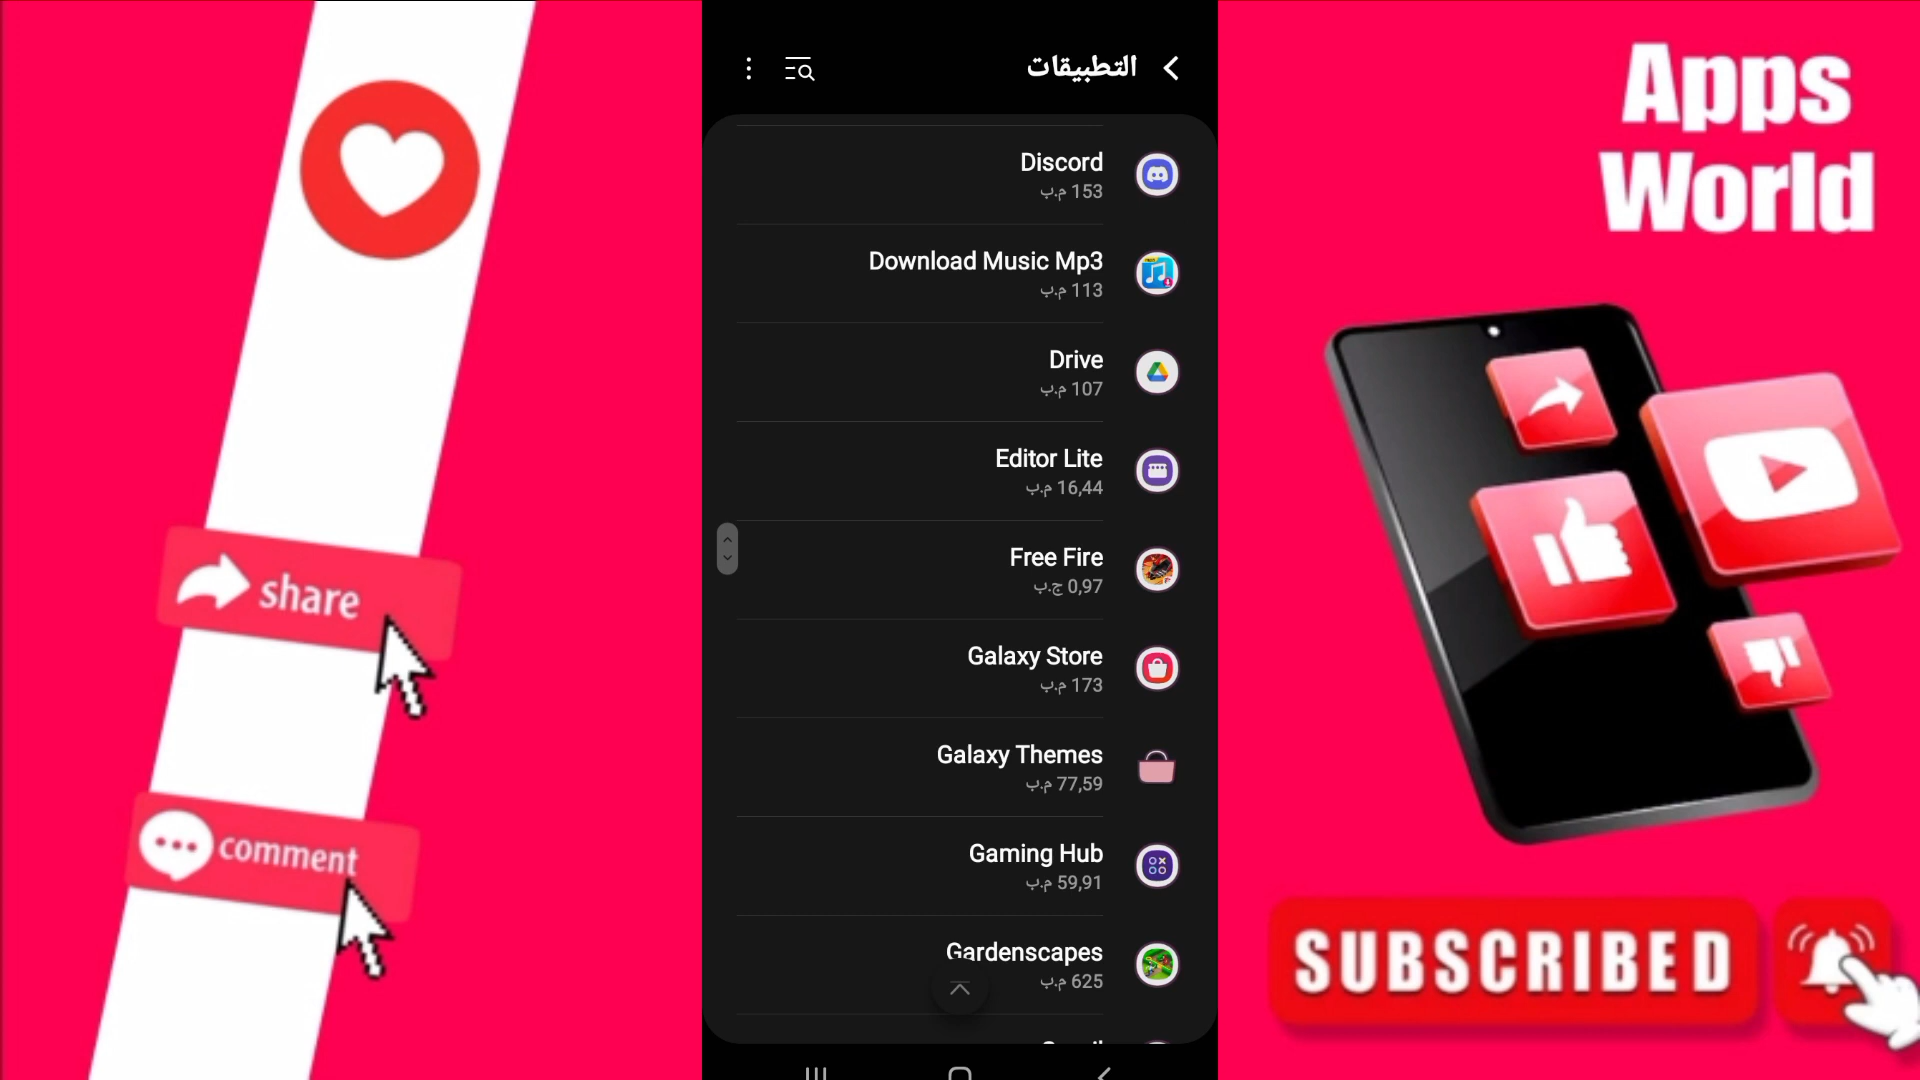 share
comment
التطبيقات
Discord
153 م.ب
Download Music Mp3
113 م.ب
Drive
107 م.ب
Editor Lite
16,44 م.ب
Free Fire
0,97 ج.ب
Galaxy Store
173 م.ب
Galaxy Themes
77,59 م.ب
Gaming Hub
59,91 م.ب
Gardenscapes
625 م.ب
Apps
World
SUBSCRIBED